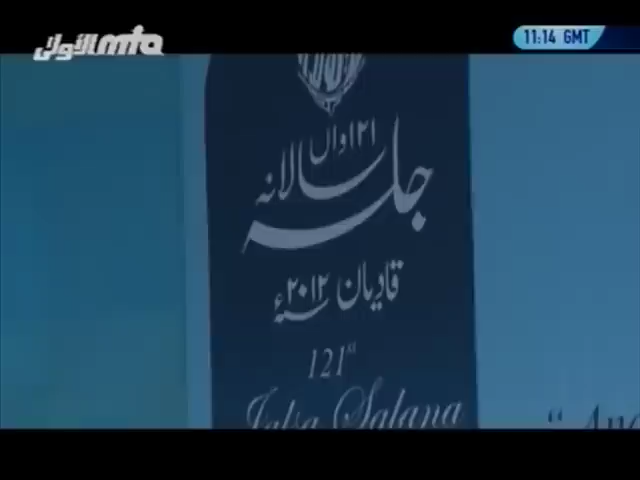 mta الأولى
11:14 GMT
۱۲۱واں
جلسہ سالانہ
قادیان
۲۰۱۲ء
121st
Jalsa Salana